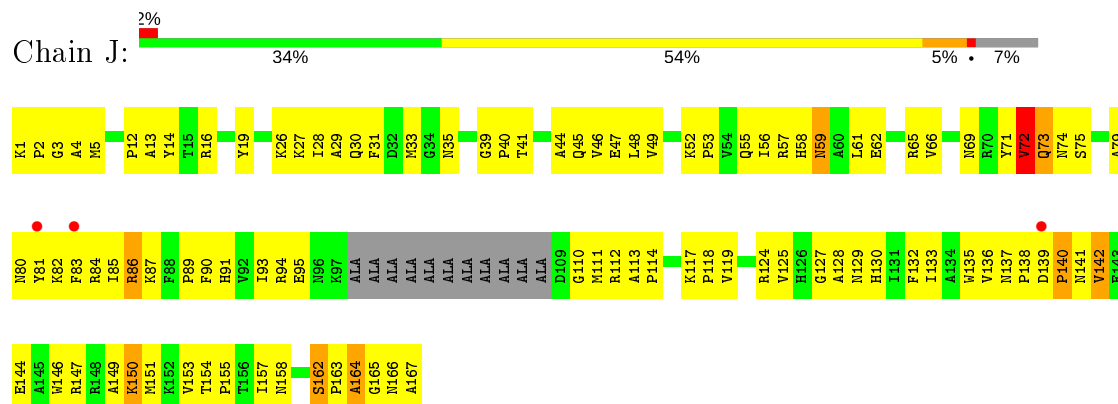 2%
Chain J:
34% 54% 5% • 7%
K1 P2 G3 A4 M5 P12 A13 Y14 T15 R16 Y19 K26 K27 I28 A29 Q30 F31 D32 M33 G34 N35 G39 P40 T41 A44 Q45 V46 E47 L48 V49 K52 P53 V54 Q55 I56 R57 H58 N59 A60 L61 E62 R65 V66 N69 R70 Y71 V72 Q73 N74 S75 A79
N80 Y81 K82 F83 R84 I85 R86 K87 F88 P89 F90 H91 V92 I93 R94 E95 N96 K97 ALA ALA ALA ALA ALA ALA ALA ALA ALA ALA ALA D109 G110 M111 R112 A113 P114 K117 P118 V119 R124 V125 H126 G127 A128 N129 H130 I131 F132 I133 A134 W135 V136 N137 P138 D139 P140 N141 V142 E143
E144 A145 W146 R147 R148 A149 K150 M151 K152 V153 T154 P155 T156 I157 N158 S162 P163 A164 G165 N166 A167